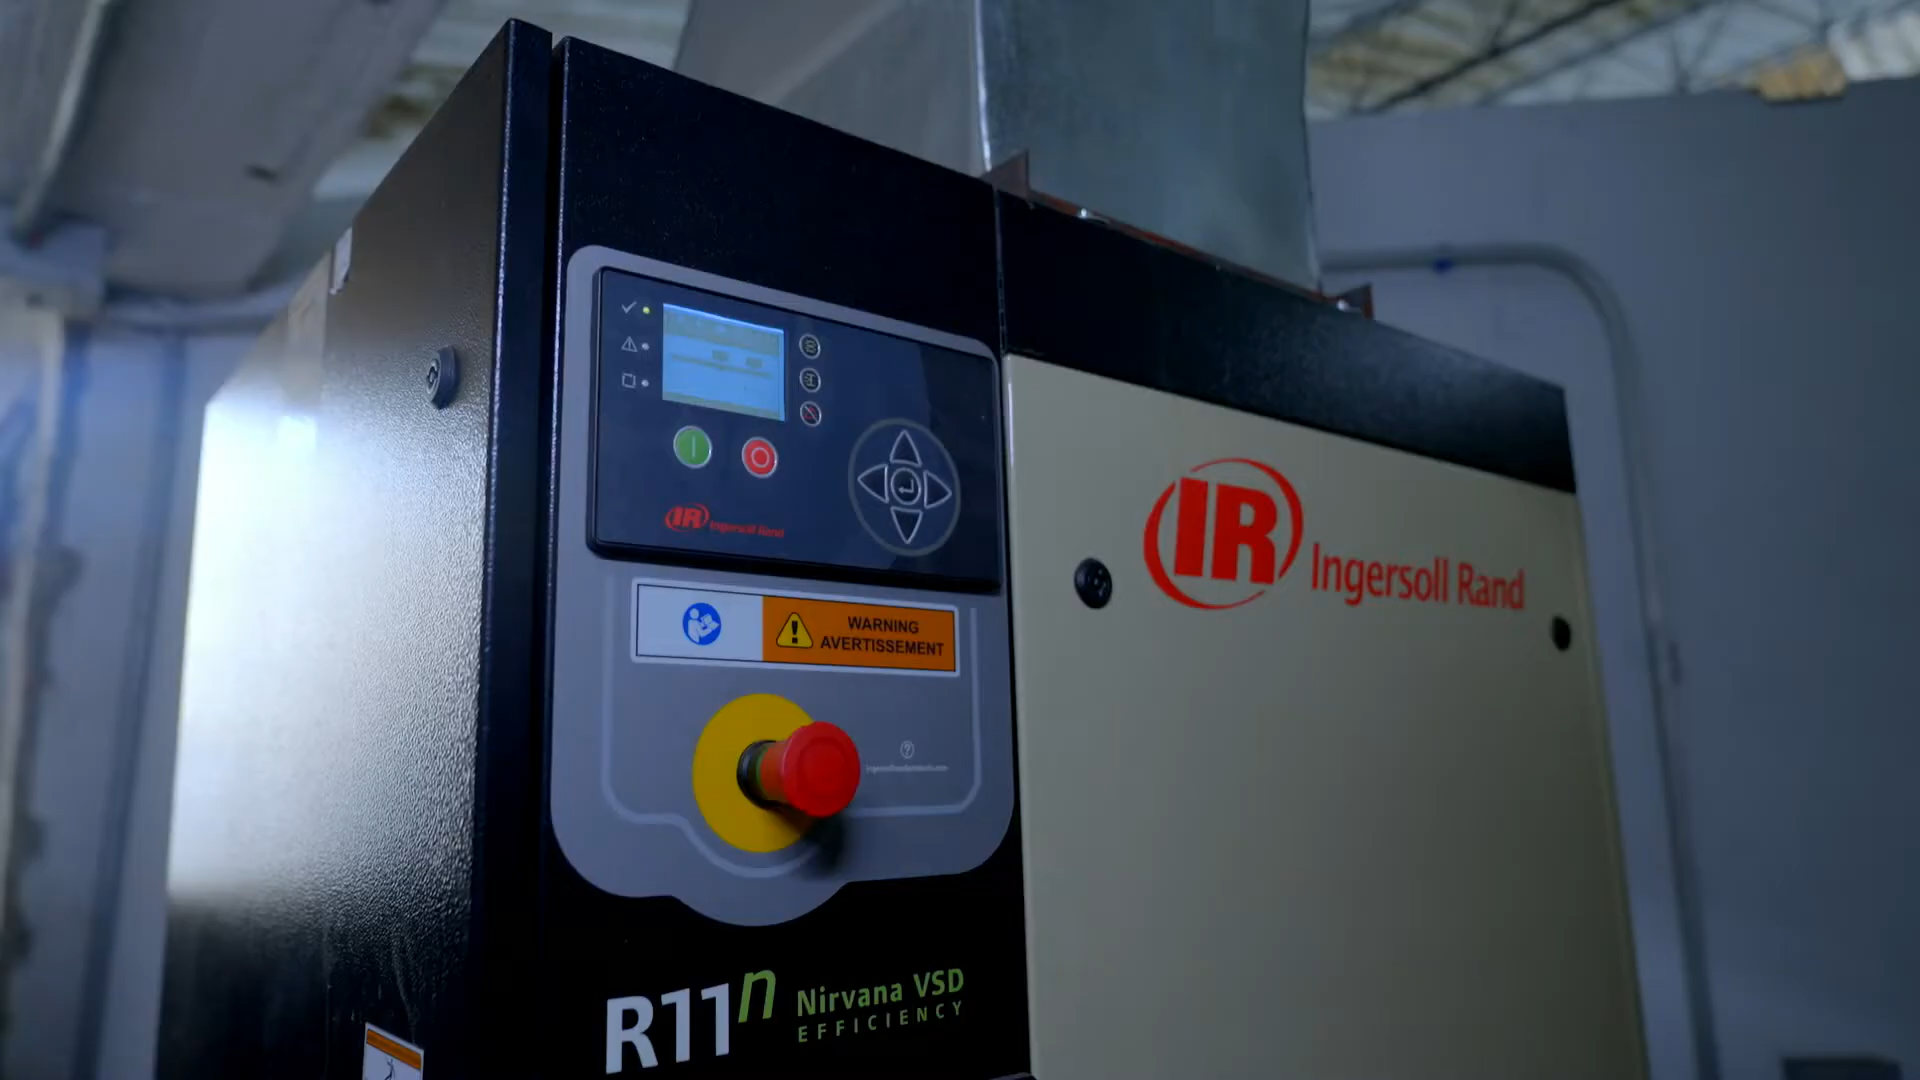 IR Ingersoll Rand
WARNING
AVERTISSEMENT
IR Ingersoll Rand
R11n Nirvana VSD
EFFICIENCY